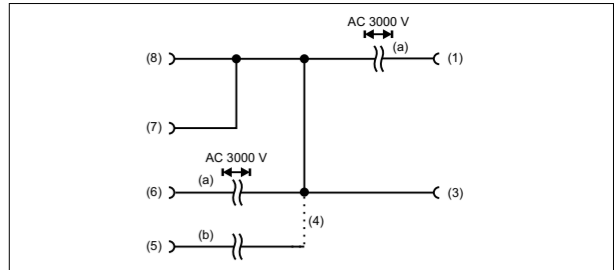 AC 3000 V
(8) (a) (1)
(7)
AC 3000 V
(6) (a) (3)
(4)
(5) (b)